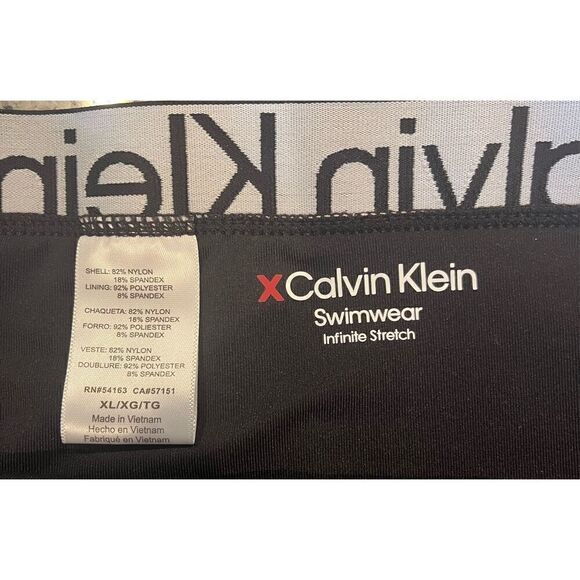 alvin Klein
SHELL: 82% NYLON
18% SPANDEX
LINING: 92% POLYESTER
8% SPANDEX
CHAQUETA: 82% NYLON
18% SPANDEX
FORRO: 92% POLIESTER
8% SPANDEX
VESTE: 82% NYLON
18% SPANDEX
DOUBLURE: 92% POLYESTER
8% SPANDEX
RN#54163 CA#57151
XL/XG/TG
Made in Vietnam
Hecho en Vietnam
Fabriqué en Vietnam
XCalvin Klein
Swimwear
Infinite Stretch